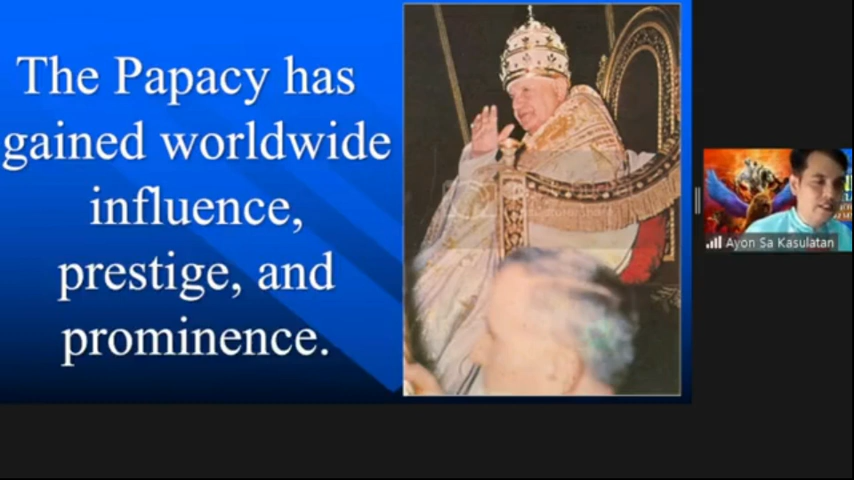 The Papacy has
gained worldwide
influence,
prestige, and
prominence.
Ayon Sa Kasulatan